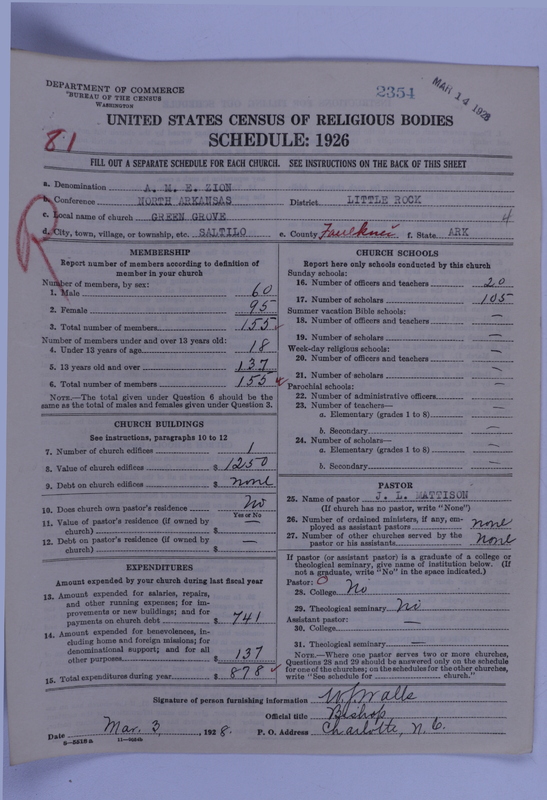 DEPARTMENT OF COMMERCE
BUREAU OF THE CENSUS
WASHINGTON
2354
MAR 14 1928
81
UNITED STATES CENSUS OF RELIGIOUS BODIES
SCHEDULE: 1926
FILL OUT A SEPARATE SCHEDULE FOR EACH CHURCH. SEE INSTRUCTIONS ON THE BACK OF THIS SHEET
a. Denomination A. M. E. ZION
b. Conference NORTH ARKANSAS District LITTLE ROCK
c. Local name of church GREEN GROVE 4
d. City, town, village, or township, etc. SALTILO e. County Faulkner f. State ARK
R
MEMBERSHIP
Report number of members according to definition of
member in your church
Number of members, by sex:
1. Male 60
2. Female 95
3. Total number of members 155
Number of members under and over 13 years old:
4. Under 13 years of age 18
5. 13 years old and over 137
6. Total number of members 155
NOTE.—The total given under Question 6 should be the
same as the total of males and females given under Question 3.
CHURCH BUILDINGS
See instructions, paragraphs 10 to 12
7. Number of church edifices 1
8. Value of church edifices $ 1250
9. Debt on church edifices $ none
10. Does church own pastor's residence No
Yes or No
11. Value of pastor's residence (if owned by
church) $ —
12. Debt on pastor's residence (if owned by
church) $ —
EXPENDITURES
Amount expended by your church during last fiscal year
13. Amount expended for salaries, repairs,
and other running expenses; for im-
provements or new buildings; and for
payments on church debt $ 741
14. Amount expended for benevolences, in-
cluding home and foreign missions; for
denominational support; and for all
other purposes $ 137
15. Total expenditures during year $ 878
CHURCH SCHOOLS
Report here only schools conducted by this church
Sunday schools:
16. Number of officers and teachers 20
17. Number of scholars 105
Summer vacation Bible schools:
18. Number of officers and teachers —
19. Number of scholars —
Week-day religious schools:
20. Number of officers and teachers —
21. Number of scholars —
Parochial schools:
22. Number of administrative officers —
23. Number of teachers—
a. Elementary (grades 1 to 8) —
b. Secondary —
24. Number of scholars—
a. Elementary (grades 1 to 8) —
b. Secondary —
PASTOR
25. Name of pastor J. L. MATTISON
(If church has no pastor, write "None")
26. Number of ordained ministers, if any, em-
ployed as assistant pastors none
27. Number of other churches served by the
pastor or his assistants None
If pastor (or assistant pastor) is a graduate of a college or
theological seminary, give name of institution below. (If
not a graduate, write "No" in the space indicated.)
Pastor: O
28. College No
29. Theological seminary No
Assistant pastor:
30. College —
31. Theological seminary —
NOTE.—Where one pastor serves two or more churches,
Questions 28 and 29 should be answered only on the schedule
for one of the churches; on the schedules for the other churches,
write "See schedule for church."
Signature of person furnishing information W. J. Walls
Official title Bishop
Date Mar. 3, 1928. P. O. Address Charlotte, N. C.